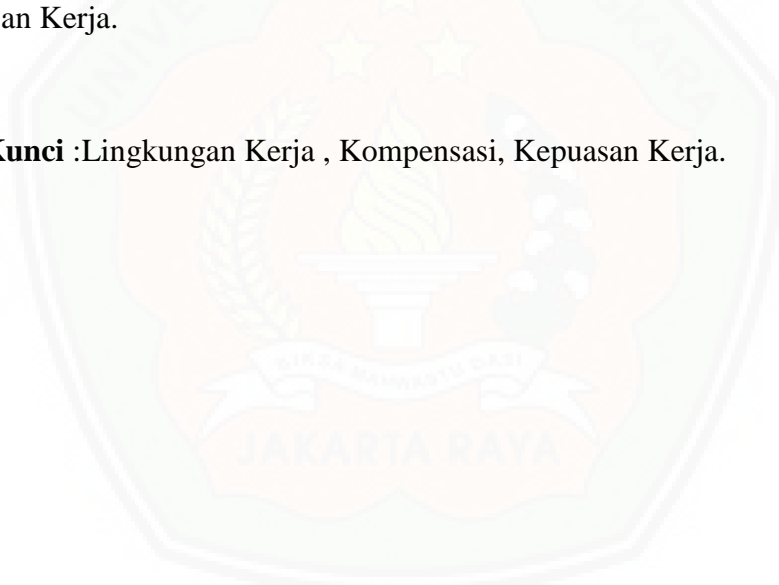 an Kerja.
Kunci :Lingkungan Kerja , Kompensasi, Kepuasan Kerja.
JAKARTA RAYA